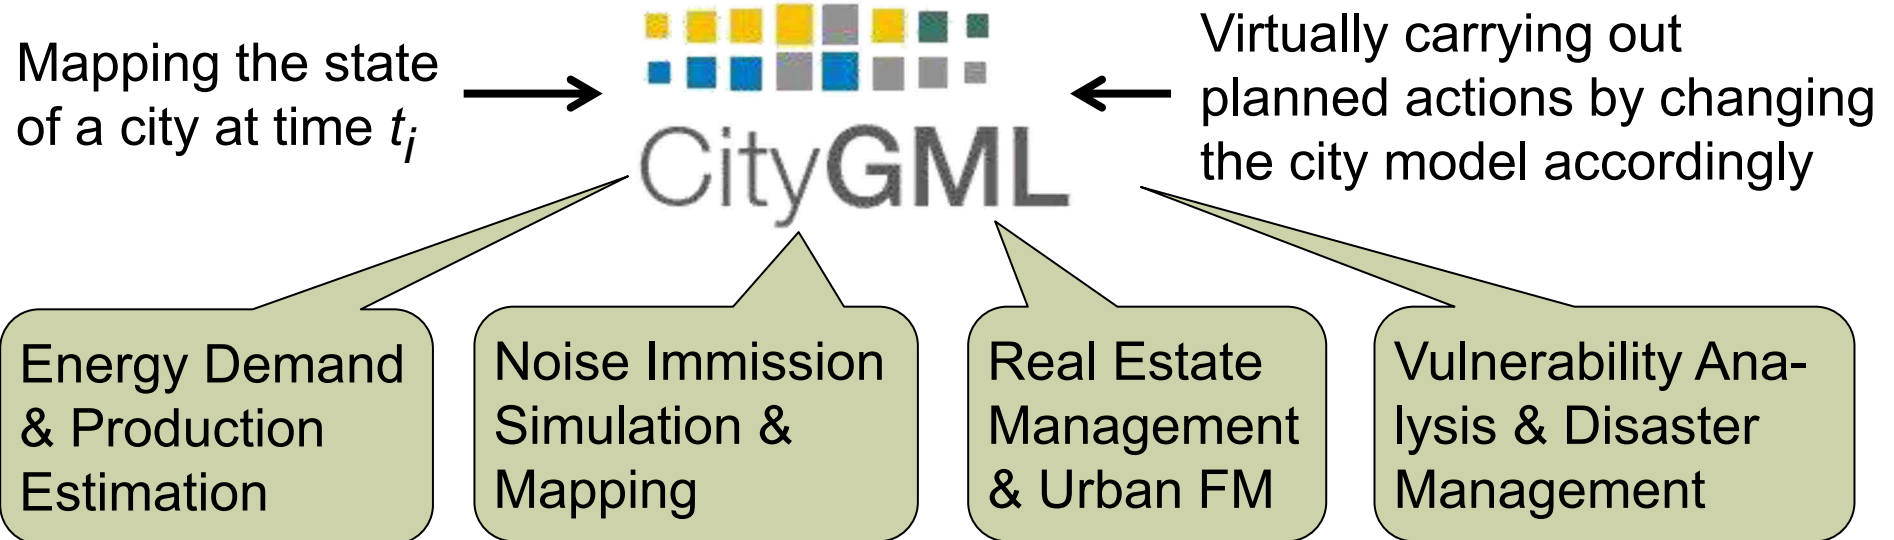 Mapping the state
of a city at time ti
CityGML
Virtually carrying out
planned actions by changing
the city model accordingly
Energy Demand
& Production
Estimation
Noise Immission
Simulation &
Mapping
Real Estate
Management
& Urban FM
Vulnerability Ana-
lysis & Disaster
Management